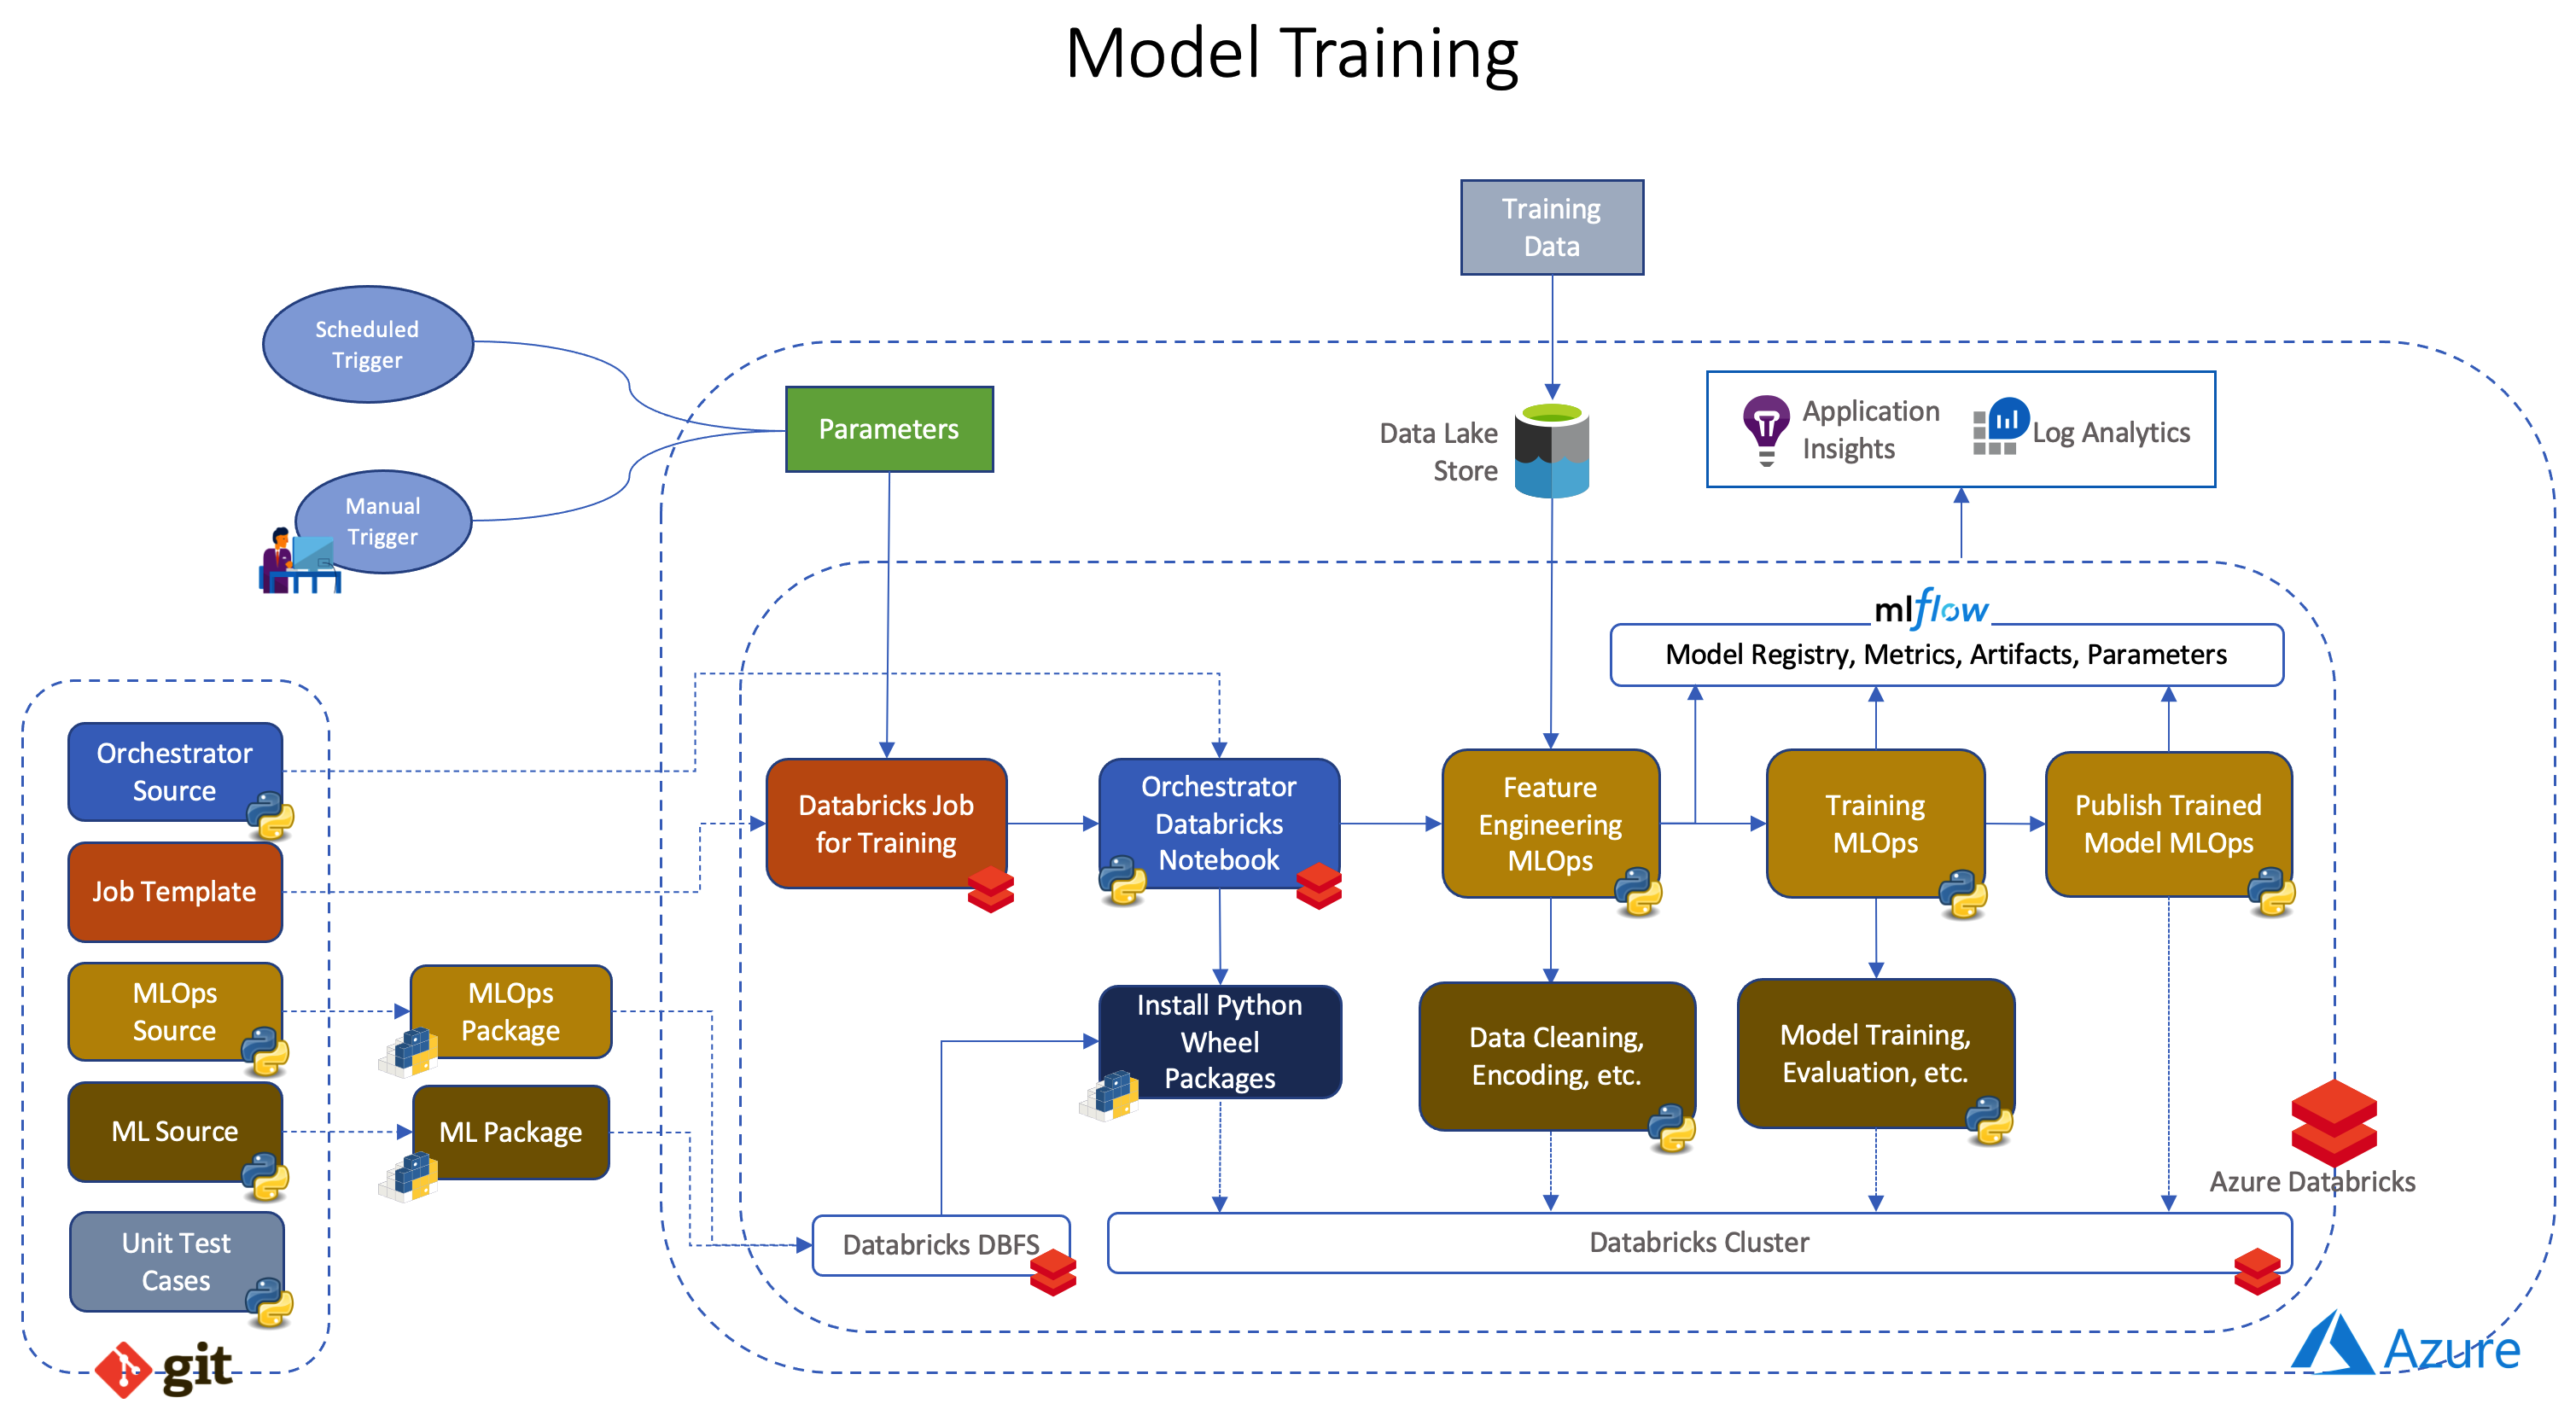 Model Training
Training
Data
Scheduled
Trigger
Parameters
Data Lake
Store
Application
Insights
Log Analytics
Manual
Trigger
mlflow
Model Registry, Metrics, Artifacts, Parameters
Orchestrator
Source
Job Template
MLOps
Source
ML Source
Unit Test
Cases
git
MLOps
Package
ML Package
Databricks Job
for Training
Orchestrator
Databricks
Notebook
Feature
Engineering
MLOps
Training
MLOps
Publish Trained
Model MLOps
Install Python
Wheel
Packages
Data Cleaning,
Encoding, etc.
Model Training,
Evaluation, etc.
Azure Databricks
Databricks DBFS
Databricks Cluster
Azure